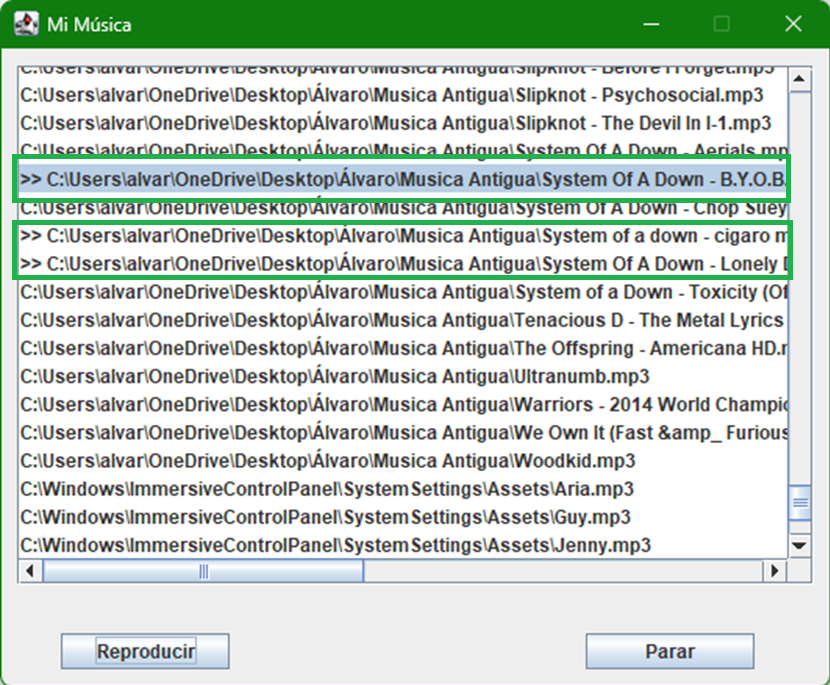 Mi Música
C:\Users\alvar\OneDrive\Desktop\Álvaro\Musica Antigua\Slipknot - Before I Forget.mp3
C:\Users\alvar\OneDrive\Desktop\Álvaro\Musica Antigua\Slipknot - Psychosocial.mp3
C:\Users\alvar\OneDrive\Desktop\Álvaro\Musica Antigua\Slipknot - The Devil In I-1.mp3
C:\Users\alvar\OneDrive\Desktop\Álvaro\Musica Antigua\System Of A Down - Aerials.mp
>> C:\Users\alvar\OneDrive\Desktop\Álvaro\Musica Antigua\System Of A Down - B.Y.O.B.
C:\Users\alvar\OneDrive\Desktop\Álvaro\Musica Antigua\System Of A Down - Chop Suey
>> C:\Users\alvar\OneDrive\Desktop\Álvaro\Musica Antigua\System of a down - cigaro m
>> C:\Users\alvar\OneDrive\Desktop\Álvaro\Musica Antigua\System Of A Down - Lonely D
C:\Users\alvar\OneDrive\Desktop\Álvaro\Musica Antigua\System of a Down - Toxicity (Of
C:\Users\alvar\OneDrive\Desktop\Álvaro\Musica Antigua\Tenacious D - The Metal Lyrics
C:\Users\alvar\OneDrive\Desktop\Álvaro\Musica Antigua\The Offspring - Americana HD.m
C:\Users\alvar\OneDrive\Desktop\Álvaro\Musica Antigua\Ultranumb.mp3
C:\Users\alvar\OneDrive\Desktop\Álvaro\Musica Antigua\Warriors - 2014 World Champio
C:\Users\alvar\OneDrive\Desktop\Álvaro\Musica Antigua\We Own It (Fast &amp_ Furious
C:\Users\alvar\OneDrive\Desktop\Álvaro\Musica Antigua\Woodkid.mp3
C:\Windows\ImmersiveControlPanel\SystemSettings\Assets\Aria.mp3
C:\Windows\ImmersiveControlPanel\SystemSettings\Assets\Guy.mp3
C:\Windows\ImmersiveControlPanel\SystemSettings\Assets\Jenny.mp3
Reproducir
Parar